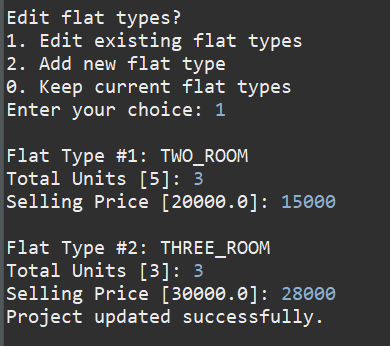 Edit flat types?
1. Edit existing flat types
2. Add new flat type
0. Keep current flat types
Enter your choice: 1
Flat Type #1: TWO_ROOM
Total Units [5]: 3
Selling Price [20000.0]: 15000
Flat Type #2: THREE_ROOM
Total Units [3]: 3
Selling Price [30000.0]: 28000
Project updated successfully.